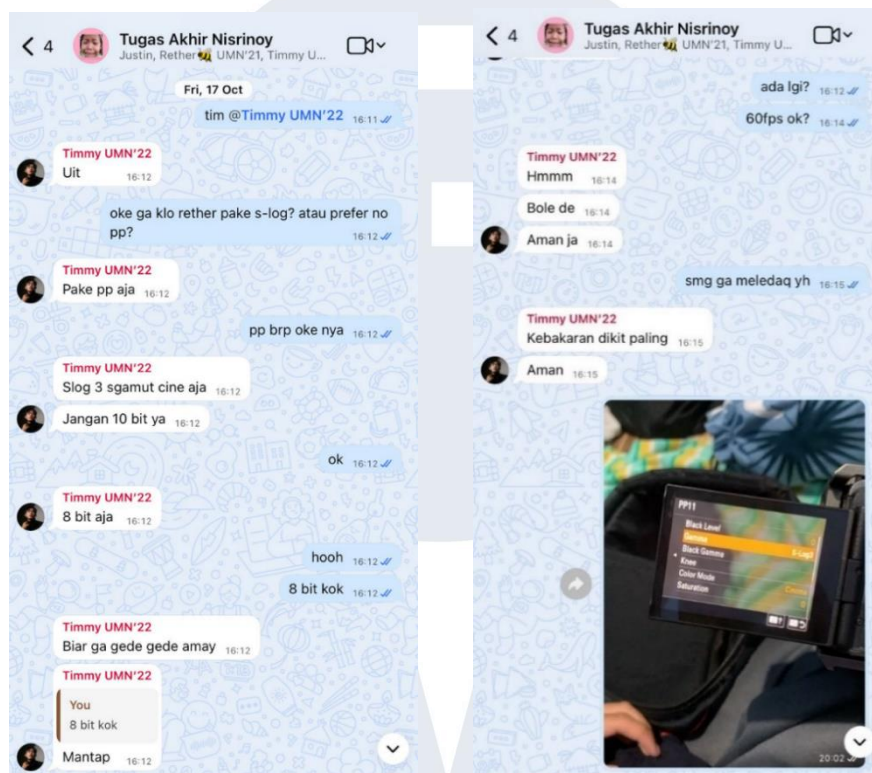 4
Tugas Akhir Nisrinoy
Justin, Rether🐝 UMN'21, Timmy U...
Fri, 17 Oct
tim @Timmy UMN'22 16:11
Timmy UMN'22
Uit 16:12
oke ga klo rether pake s-log? atau prefer no
pp? 16:12
Timmy UMN'22
Pake pp aja 16:12
pp brp oke nya 16:12
Timmy UMN'22
Slog 3 sgamut cine aja 16:12
Jangan 10 bit ya 16:12
ok 16:12
Timmy UMN'22
8 bit aja 16:12
hooh 16:12
8 bit kok 16:12
Timmy UMN'22
Biar ga gede gede amay 16:12
Timmy UMN'22
You
8 bit kok
Mantap 16:12
4
Tugas Akhir Nisrinoy
Justin, Rether🐝 UMN'21, Timmy U...
ada lgi? 16:12
60fps ok? 16:14
Timmy UMN'22
Hmmm 16:14
Bole de 16:14
Aman ja 16:14
smg ga meledaq yh 16:15
Timmy UMN'22
Kebakaran dikit paling 16:15
Aman 16:15
PP11
Black Level
Gamma S-Log3
Black Gamma
Knee
Color Mode
Saturation
20:02